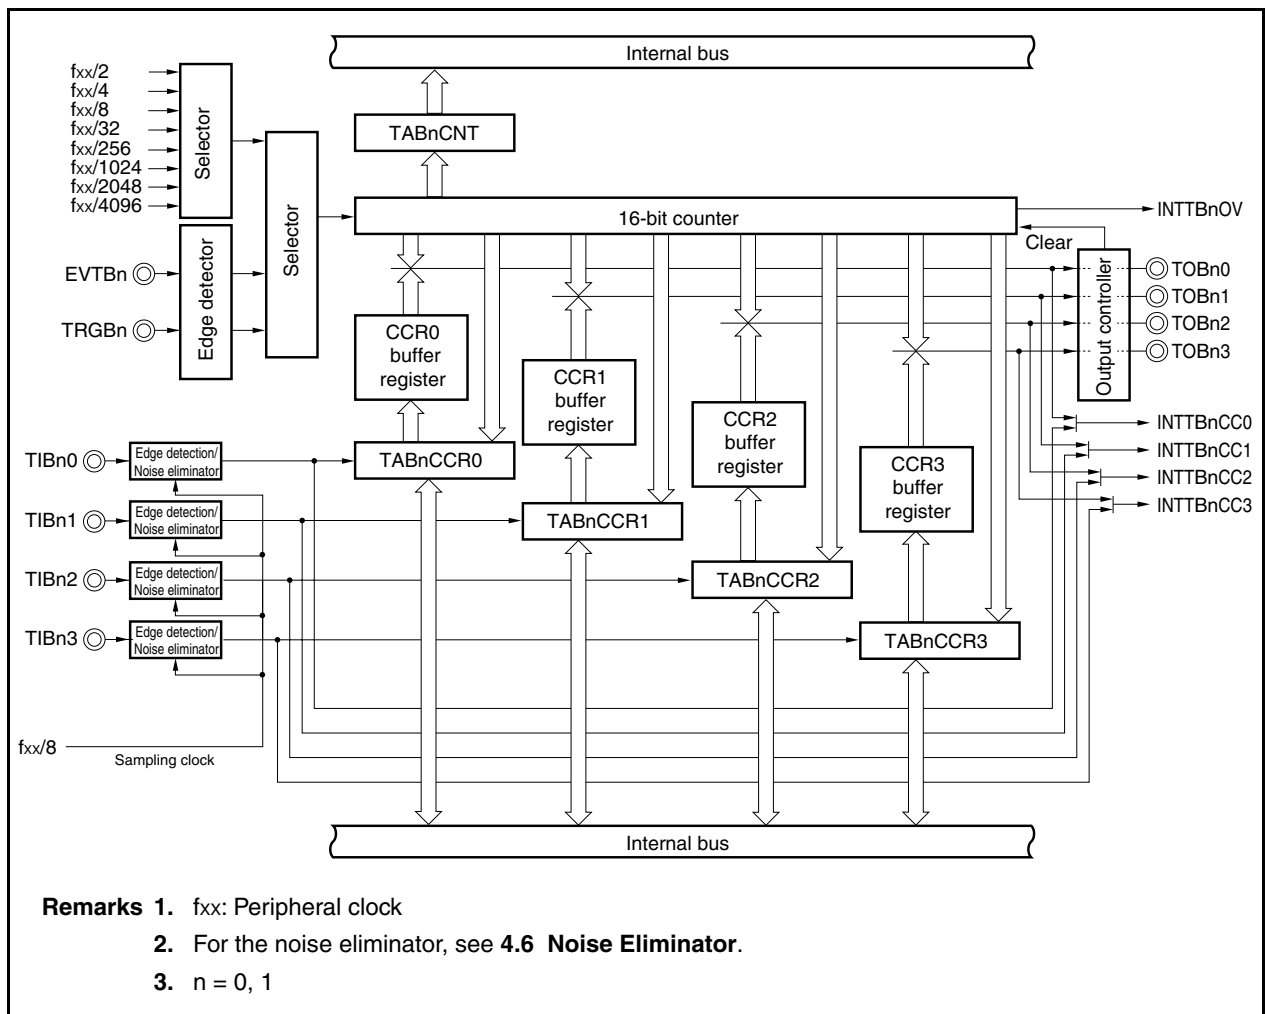 Internal bus
fxx/2
fxx/4
fxx/8
fxx/32
fxx/256
fxx/1024
fxx/2048
fxx/4096
Selector
Selector
TABnCNT
16-bit counter
INTTBnOV
Clear
EVTBn
TRGBn
Edge detector
Output controller
TOBn0
TOBn1
TOBn2
TOBn3
CCR0
buffer
register
CCR1
buffer
register
CCR2
buffer
register
CCR3
buffer
register
INTTBnCC0
INTTBnCC1
INTTBnCC2
INTTBnCC3
TIBn0
Edge detection/
Noise eliminator
TABnCCR0
TIBn1
Edge detection/
Noise eliminator
TABnCCR1
TIBn2
Edge detection/
Noise eliminator
TABnCCR2
TIBn3
Edge detection/
Noise eliminator
TABnCCR3
fxx/8
Sampling clock
Internal bus
Remarks 1. fxx: Peripheral clock
2. For the noise eliminator, see 4.6 Noise Eliminator.
3. n = 0, 1